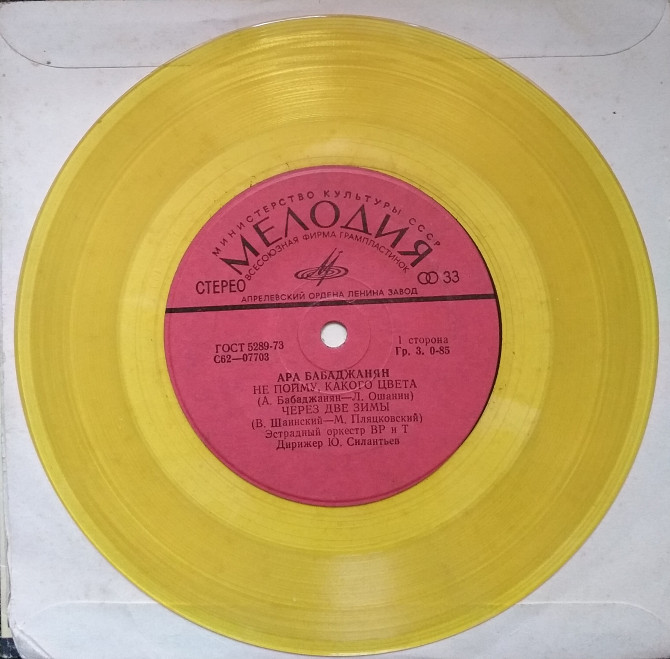 МИНИСТЕРСТВО КУЛЬТУРЫ СССР
МЕЛОДИЯ
ВСЕСОЮЗНАЯ ФИРМА ГРАМПЛАСТИНОК
СТЕРЕО
33
АПРЕЛЕВСКИЙ ОРДЕНА ЛЕНИНА ЗАВОД
ГОСТ 5289-73
С62—07703
1 сторона
Гр. 3. 0-85
АРА БАБАДЖАНЯН
НЕ ПОЙМУ, КАКОГО ЦВЕТА
(А. Бабаджанян—Л. Ошанин)
ЧЕРЕЗ ДВЕ ЗИМЫ
(В. Шаинский—М. Пляцковский)
Эстрадный оркестр ВР и Т
Дирижер Ю. Силантьев